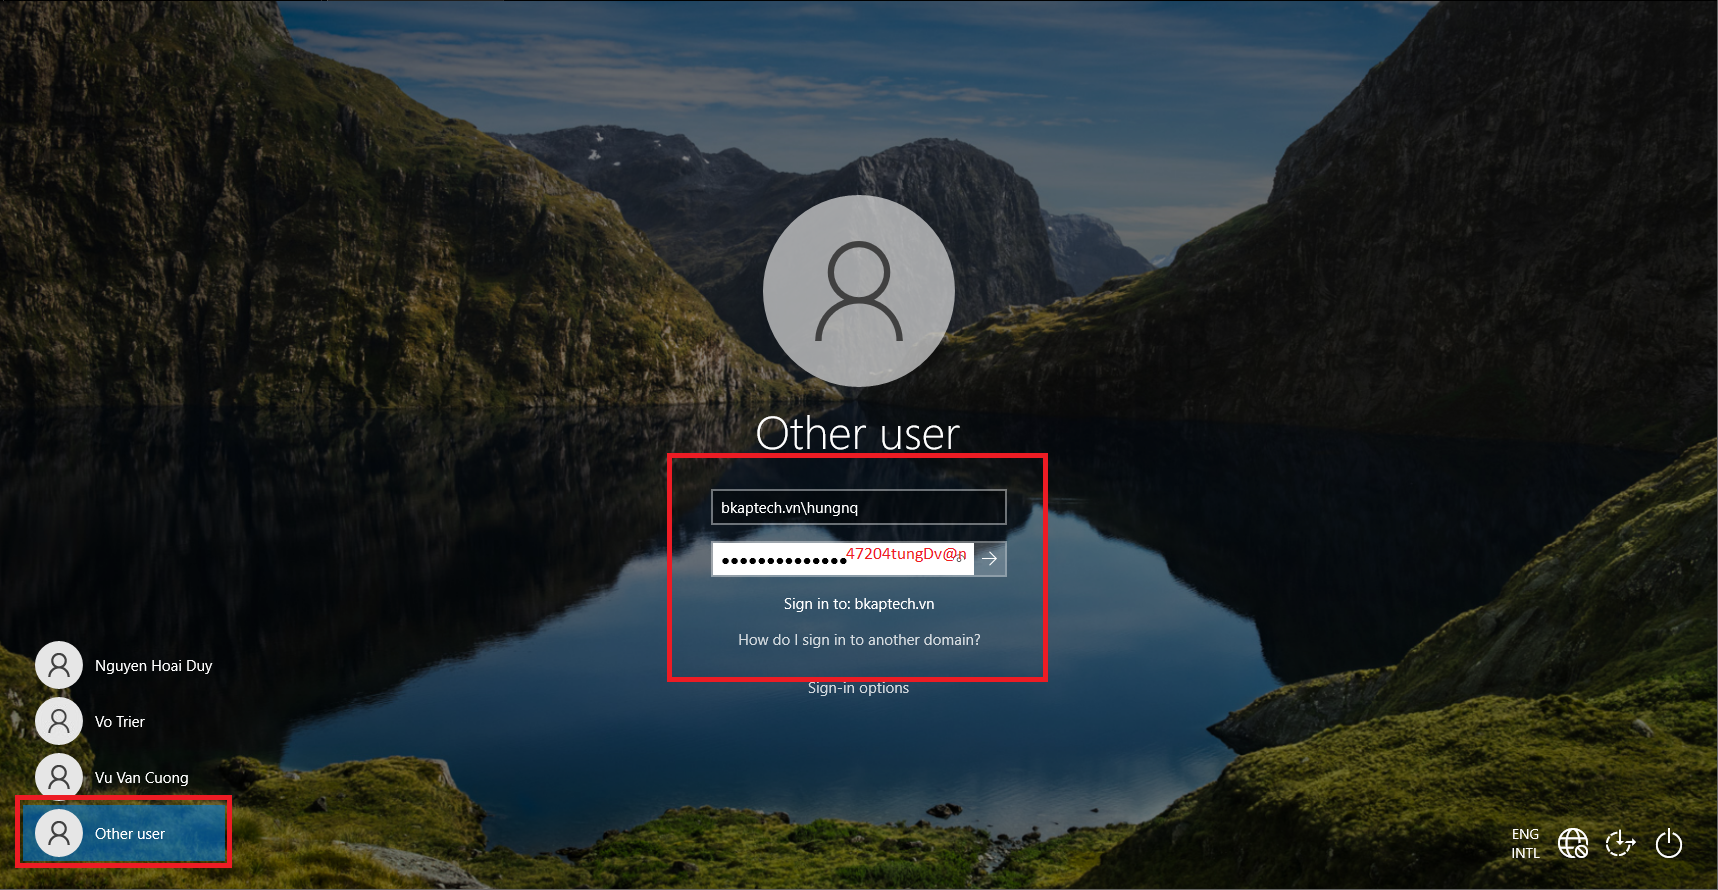 Other user
bkaptech.vn\hungnq
••••••••••••••47204tungDv@n
Sign in to: bkaptech.vn
How do I sign in to another domain?
Sign-in options
Nguyen Hoai Duy
Vo Trier
Vu Van Cuong
Other user
ENG
INTL